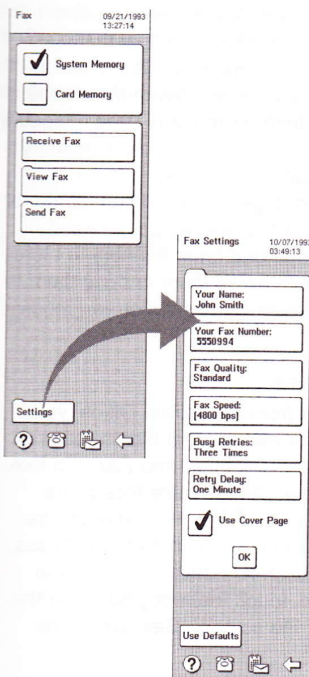 Fax
09/21/1993
13:27:14
System Memory
Card Memory
Receive Fax
View Fax
Send Fax
Settings
Fax Settings
10/07/1993
03:49:13
Your Name:
John Smith
Your Fax Number:
5550994
Fax Quality:
Standard
Fax Speed:
(4800 bps)
Busy Retries:
Three Times
Retry Delay:
One Minute
Use Cover Page
OK
Use Defaults